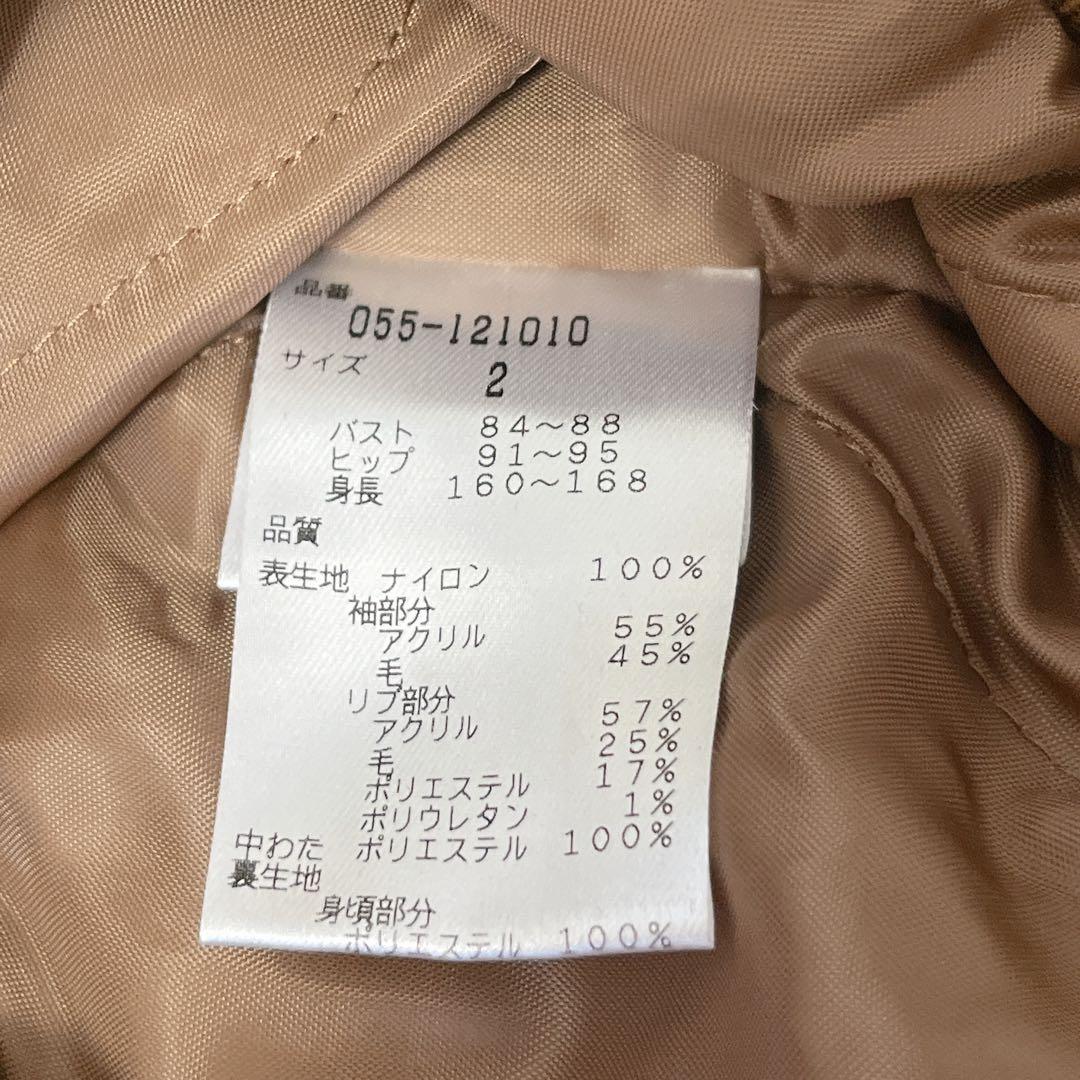 品番
055-121010
サイズ 2
バスト 84～88
ヒップ 91～95
身長 160～168
品質
表生地 ナイロン 100%
袖部分
アクリル 55%
毛 45%
リブ部分
アクリル 57%
毛 25%
ポリエステル 17%
ポリウレタン 1%
中わた ポリエステル 100%
裏生地
身頃部分
ポリエステル 100%